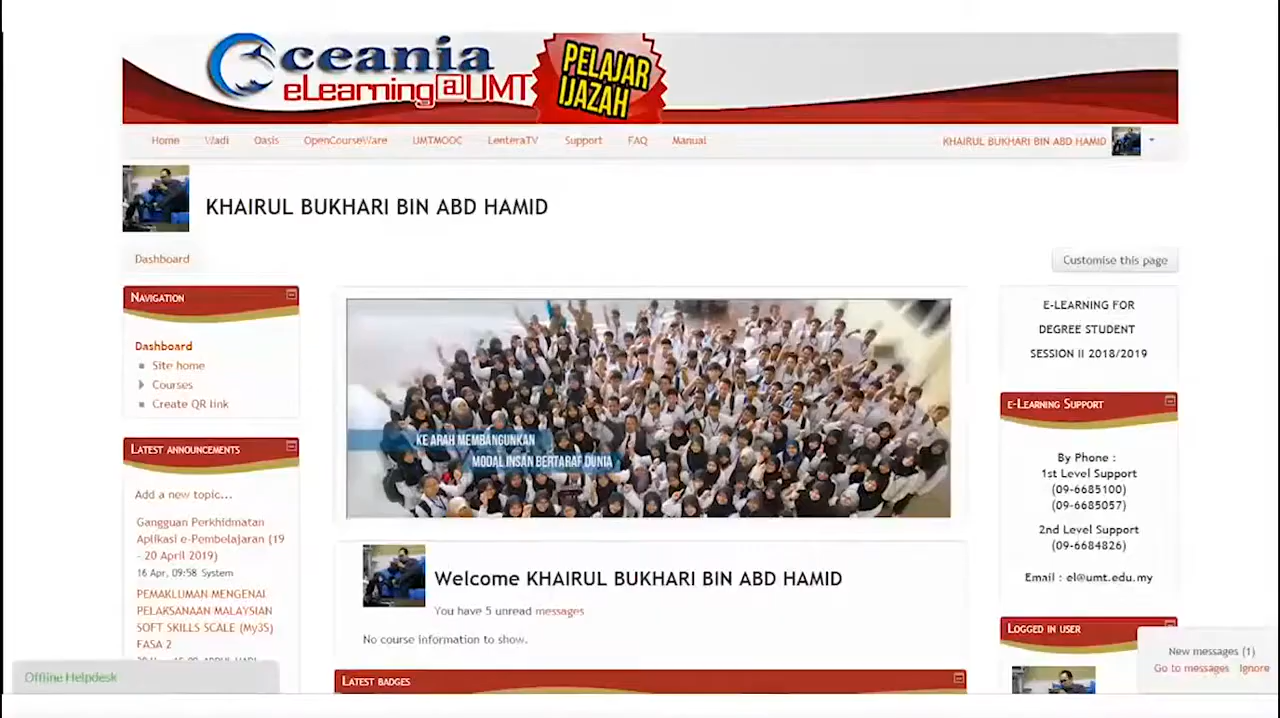 Oceania
eLearning@UMT
PELAJAR
IJAZAH
Home Wadi Oasis OpenCourseWare UMTMOOC LenteraTV Support FAQ Manual
KHAIRUL BUKHARI BIN ABD HAMID
KHAIRUL BUKHARI BIN ABD HAMID
Dashboard
Customise this page
NAVIGATION
Dashboard
Site home
Courses
Create QR link
LATEST ANNOUNCEMENTS
Add a new topic...
Gangguan Perkhidmatan
Aplikasi e-Pembelajaran (19
- 20 April 2019)
16 Apr, 09:58 System
PEMAKLUMAN MENGENAI
PELAKSANAAN MALAYSIAN
SOFT SKILLS SCALE (My3S)
FASA 2
Offline Helpdesk
KE ARAH MEMBANGUNKAN
MODAL INSAN BERTARAF DUNIA
Welcome KHAIRUL BUKHARI BIN ABD HAMID
You have 5 unread messages
No course information to show.
LATEST BADGES
E-LEARNING FOR
DEGREE STUDENT
SESSION II 2018/2019
E-LEARNING SUPPORT
By Phone :
1st Level Support
(09-6685100)
(09-6685057)
2nd Level Support
(09-6684826)
Email : el@umt.edu.my
LOGGED IN USER
New messages (1)
Go to messages Ignore